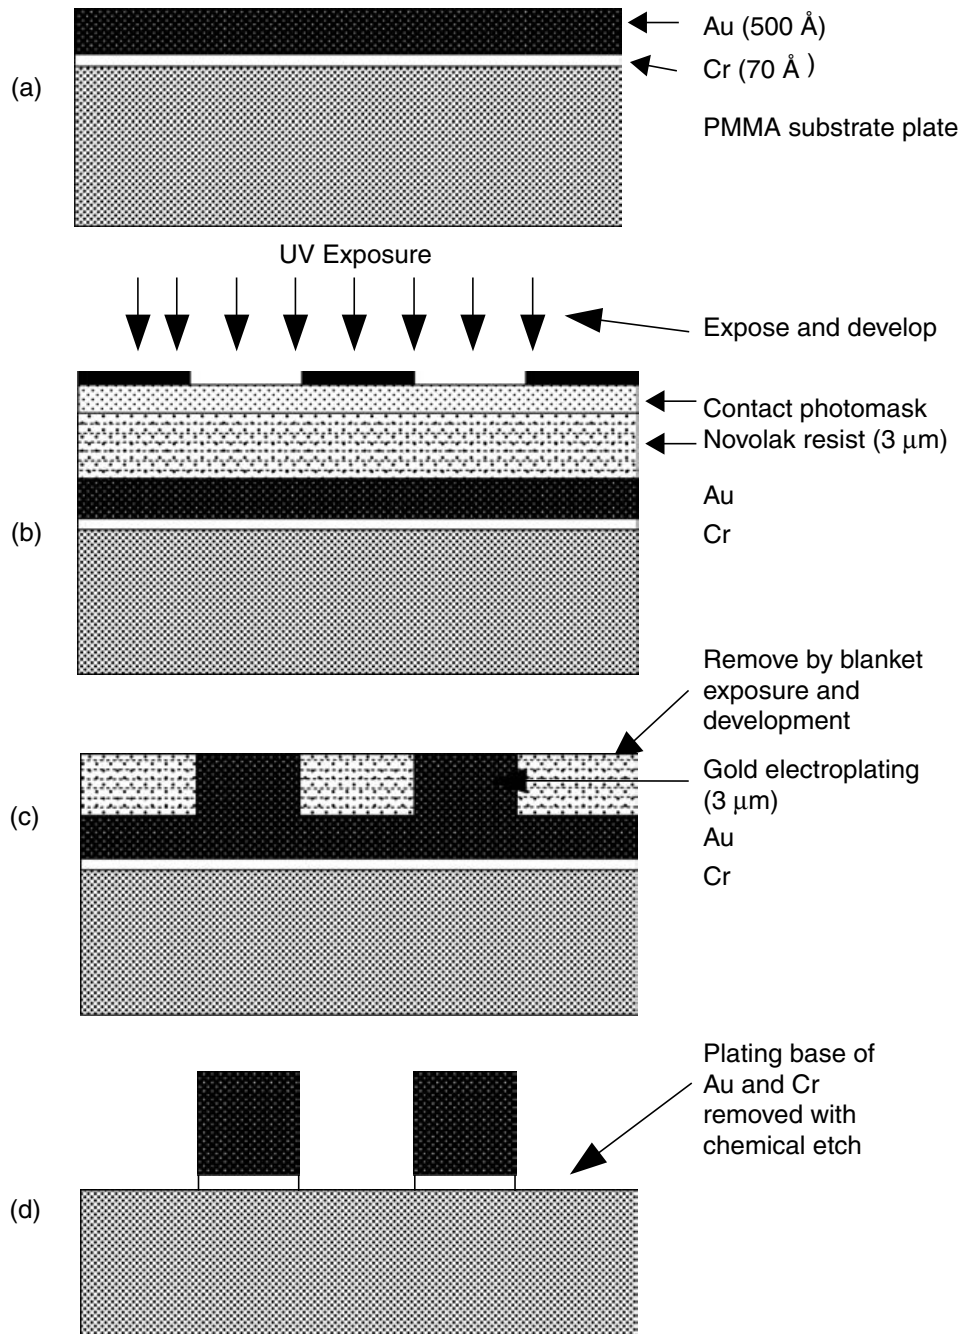 Au (500 Å)
Cr (70 Å )
(a)
PMMA substrate plate
UV Exposure
Expose and develop
Contact photomask
Novolak resist (3 μm)
Au
(b)
Cr
Remove by blanket
exposure and
development
Gold electroplating
(3 μm)
(c)
Au
Cr
Plating base of
Au and Cr
removed with
chemical etch
(d)